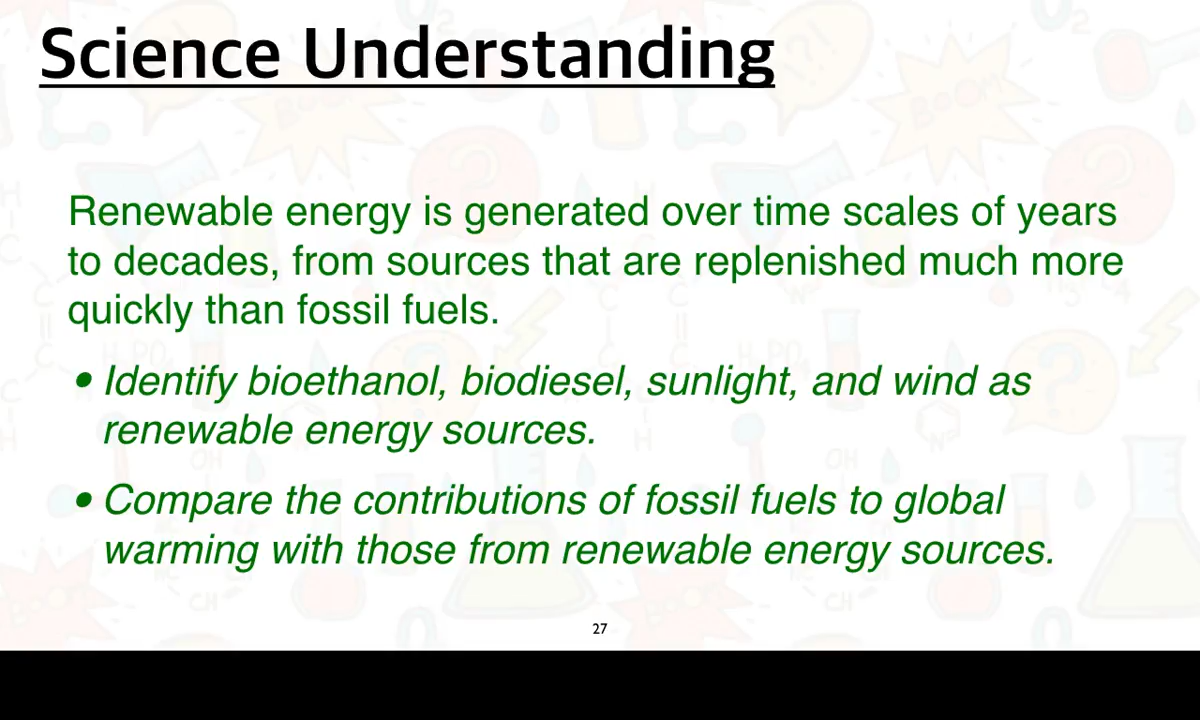 Science Understanding
Renewable energy is generated over time scales of years
to decades, from sources that are replenished much more
quickly than fossil fuels.
• Identify bioethanol, biodiesel, sunlight, and wind as
renewable energy sources.
• Compare the contributions of fossil fuels to global
warming with those from renewable energy sources.
27